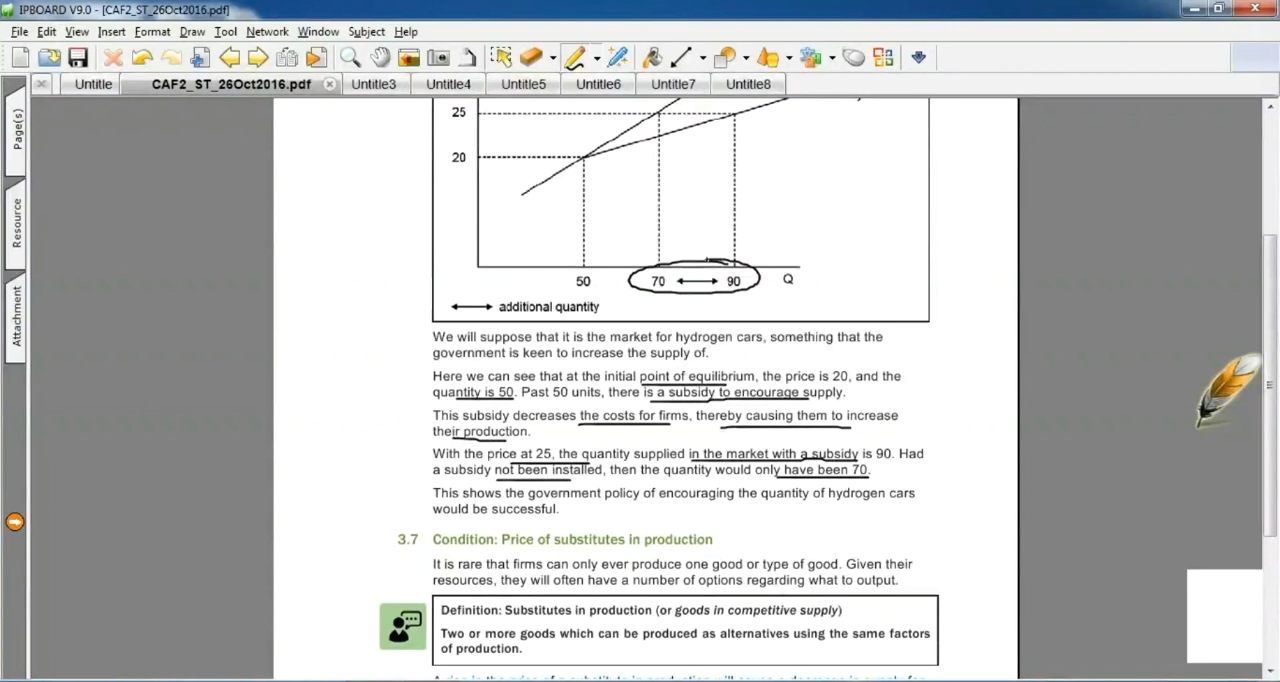 IPBOARD V9.0 - [CAF2_ST_26Oct2016.pdf]
File Edit View Insert Format Draw Tool Network Window Subject Help
Untitle CAF2_ST_26Oct2016.pdf Untitle3 Untitle4 Untitle5 Untitle6 Untitle7 Untitle8
Page(s)
Resource
Attachment
25
20
50 70 90 Q
additional quantity
We will suppose that it is the market for hydrogen cars, something that the
government is keen to increase the supply of.
Here we can see that at the initial point of equilibrium, the price is 20, and the
quantity is 50. Past 50 units, there is a subsidy to encourage supply.
This subsidy decreases the costs for firms, thereby causing them to increase
their production.
With the price at 25, the quantity supplied in the market with a subsidy is 90. Had
a subsidy not been installed, then the quantity would only have been 70.
This shows the government policy of encouraging the quantity of hydrogen cars
would be successful.
3.7 Condition: Price of substitutes in production
It is rare that firms can only ever produce one good or type of good. Given their
resources, they will often have a number of options regarding what to output.
Definition: Substitutes in production (or goods in competitive supply)
Two or more goods which can be produced as alternatives using the same factors
of production.